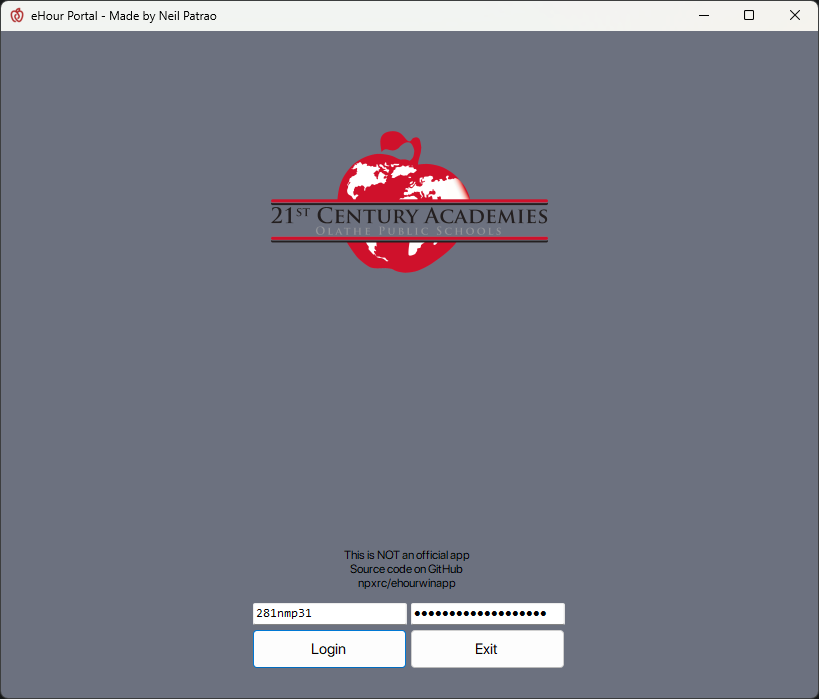 eHour Portal - Made by Neil Patrao
21ST CENTURY ACADEMIES
OLATHE PUBLIC SCHOOLS
This is NOT an official app
Source code on GitHub
npxrc/ehourwinapp
281nmp31 ●●●●●●●●●●●●●●●●●●●
Login Exit